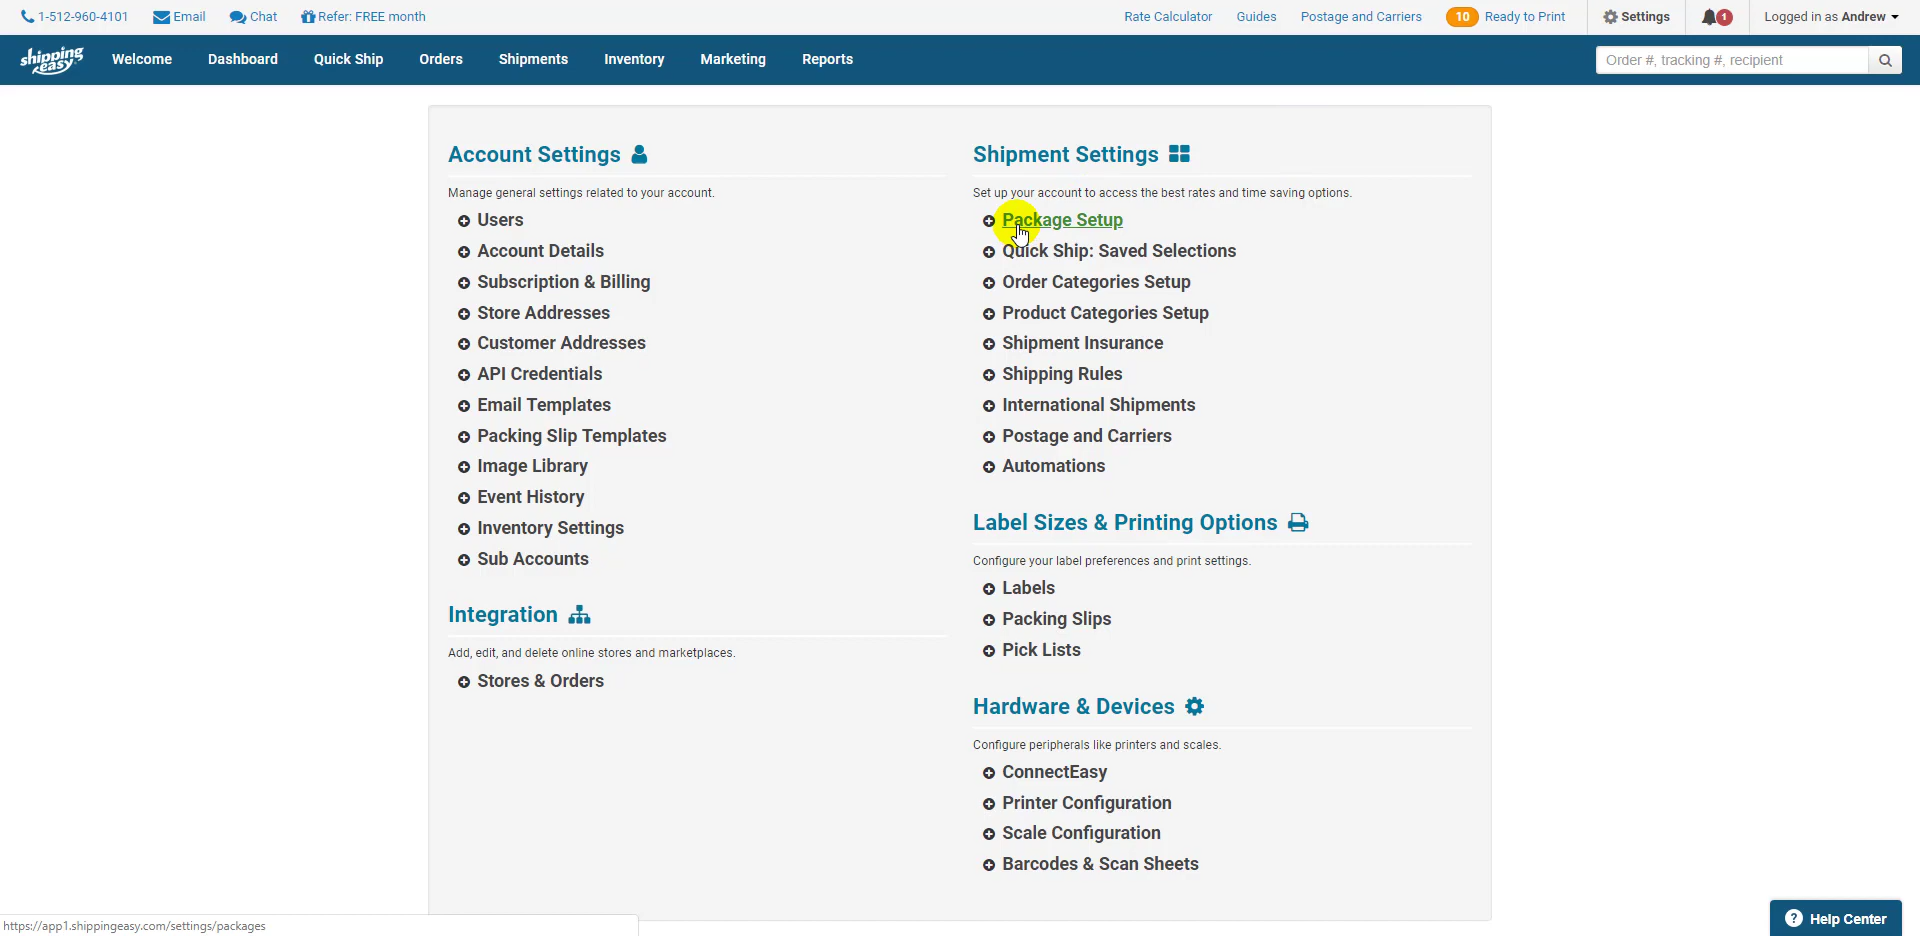 1-512-960-4101 Email Chat Refer: FREE month Rate Calculator Guides Postage and Carriers 10 Ready to Print Settings 1 Logged in as Andrew
shipping easy Welcome Dashboard Quick Ship Orders Shipments Inventory Marketing Reports Order #, tracking #, recipient
Account Settings
Manage general settings related to your account.
Users
Account Details
Subscription & Billing
Store Addresses
Customer Addresses
API Credentials
Email Templates
Packing Slip Templates
Image Library
Event History
Inventory Settings
Sub Accounts
Integration
Add, edit, and delete online stores and marketplaces.
Stores & Orders
Shipment Settings
Set up your account to access the best rates and time saving options.
Package Setup
Quick Ship: Saved Selections
Order Categories Setup
Product Categories Setup
Shipment Insurance
Shipping Rules
International Shipments
Postage and Carriers
Automations
Label Sizes & Printing Options
Configure your label preferences and print settings.
Labels
Packing Slips
Pick Lists
Hardware & Devices
Configure peripherals like printers and scales.
ConnectEasy
Printer Configuration
Scale Configuration
Barcodes & Scan Sheets
https://app1.shippingeasy.com/settings/packages
? Help Center